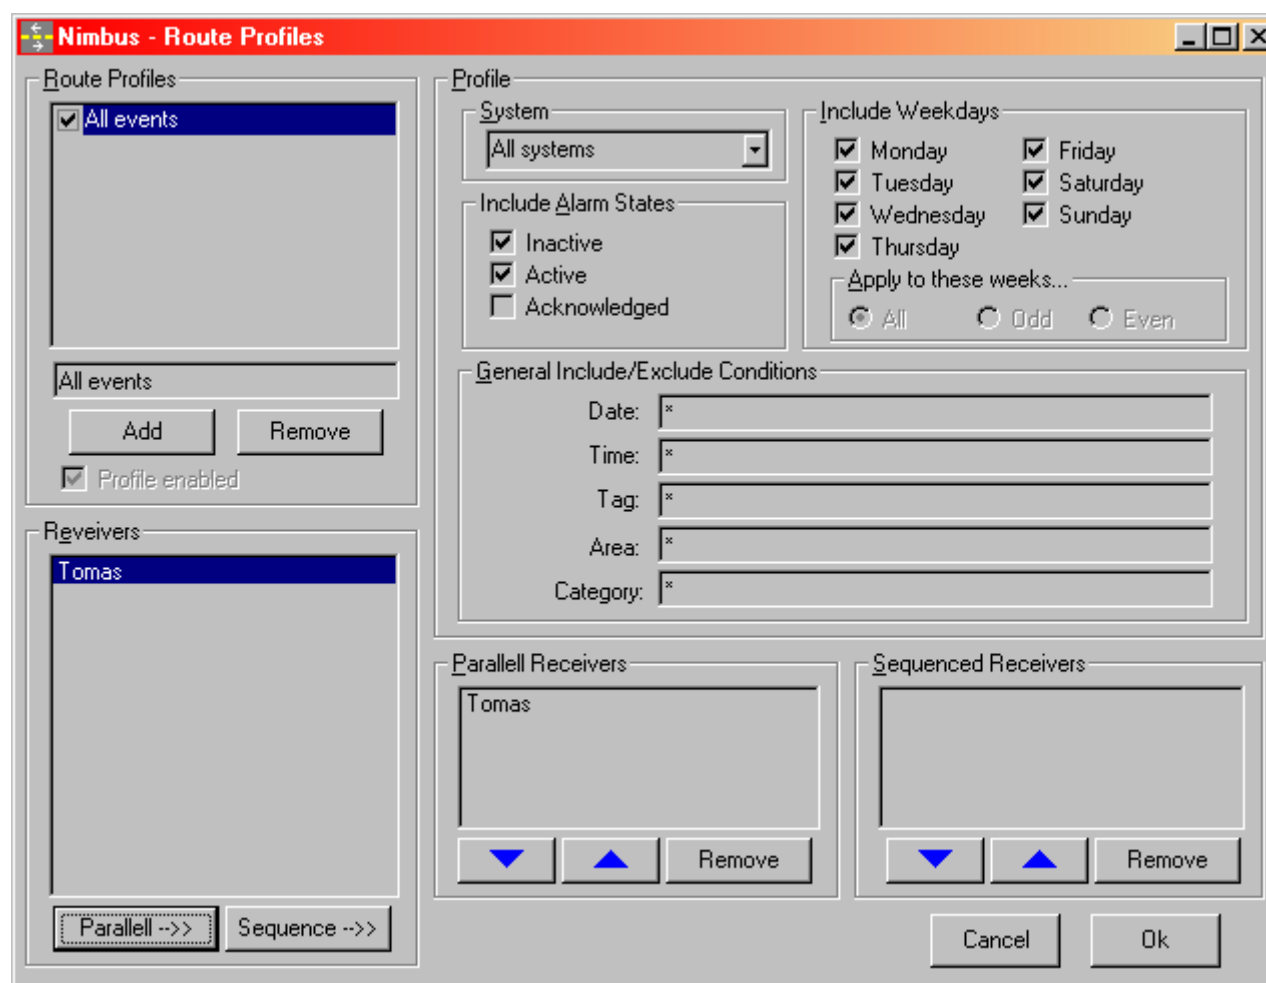 Nimbus - Route Profiles
Route Profiles
All events
All events
Add
Remove
Profile enabled
Reveivers
Tomas
Parallell -->>
Sequence -->>
Profile
System
All systems
Include Alarm States
Inactive
Active
Acknowledged
Include Weekdays
Monday
Tuesday
Wednesday
Thursday
Friday
Saturday
Sunday
Apply to these weeks...
All
Odd
Even
General Include/Exclude Conditions
Date: *
Time: *
Tag: *
Area: *
Category: *
Parallell Receivers
Tomas
Remove
Sequenced Receivers
Remove
Cancel
Ok